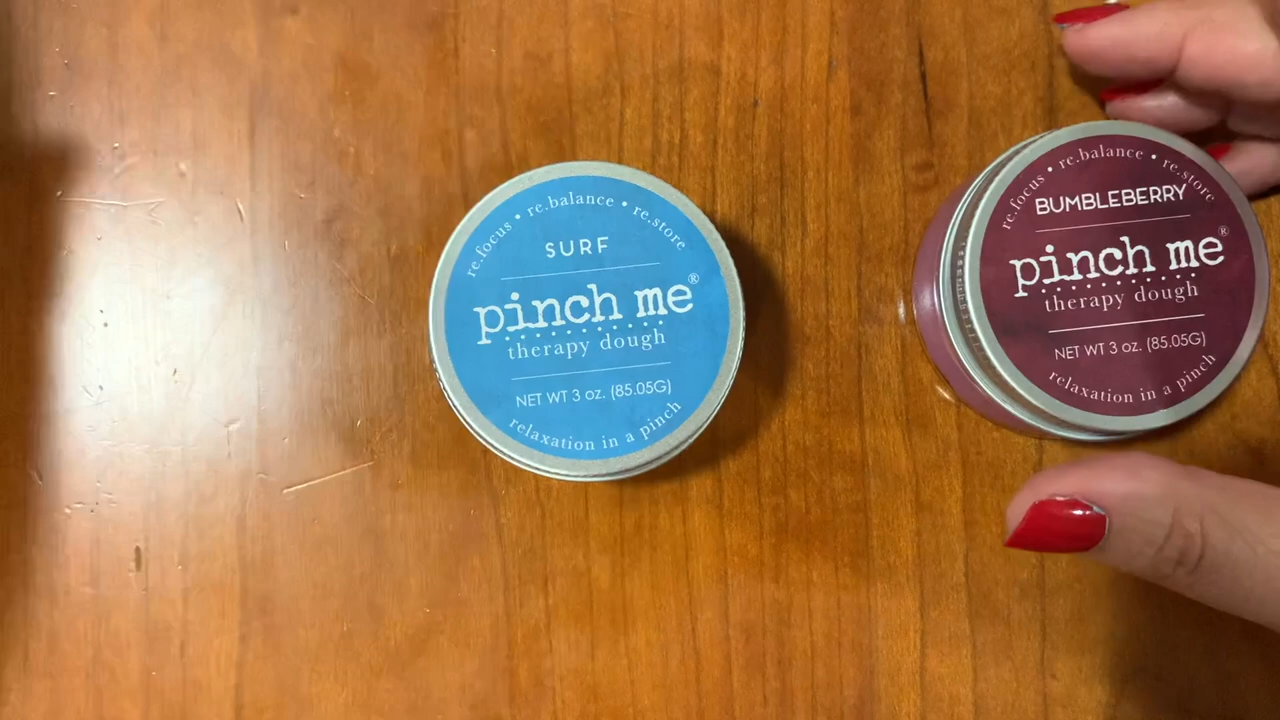 re.focus • re.balance • re.store
SURF
pinch me®
therapy dough
NET WT 3 oz. (85.05G)
relaxation in a pinch
re.focus • re.balance • re.store
BUMBLEBERRY
pinch me®
therapy dough
NET WT 3 oz. (85.05G)
relaxation in a pinch